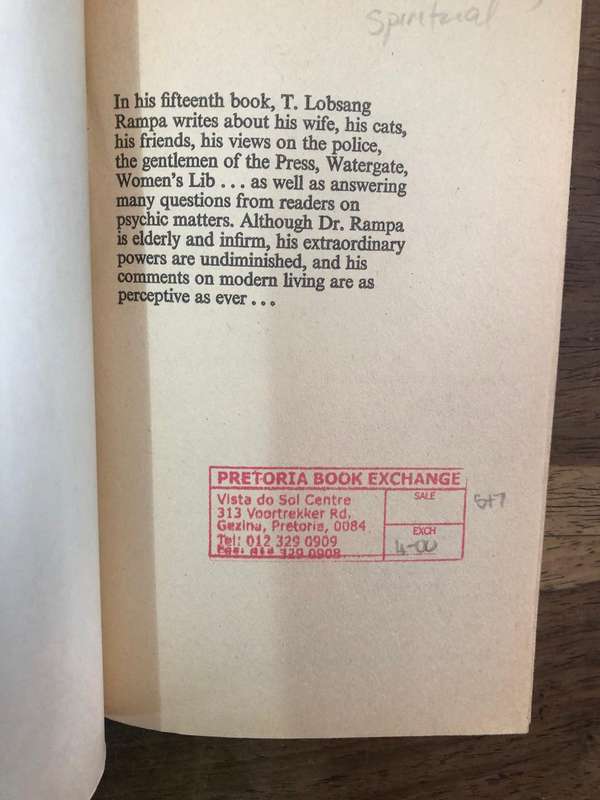 Spiritual
In his fifteenth book, T. Lobsang
Rampa writes about his wife, his cats,
his friends, his views on the police,
the gentlemen of the Press, Watergate,
Women's Lib . . . as well as answering
many questions from readers on
psychic matters. Although Dr. Rampa
is elderly and infirm, his extraordinary
powers are undiminished, and his
comments on modern living are as
perceptive as ever . . .
PRETORIA BOOK EXCHANGE
Vista do Sol Centre
313 Voortrekker Rd,
Gezina, Pretoria, 0084
Tel: 012 329 0909
Fax: 012 329 0908
SALE
EXCH
4-00